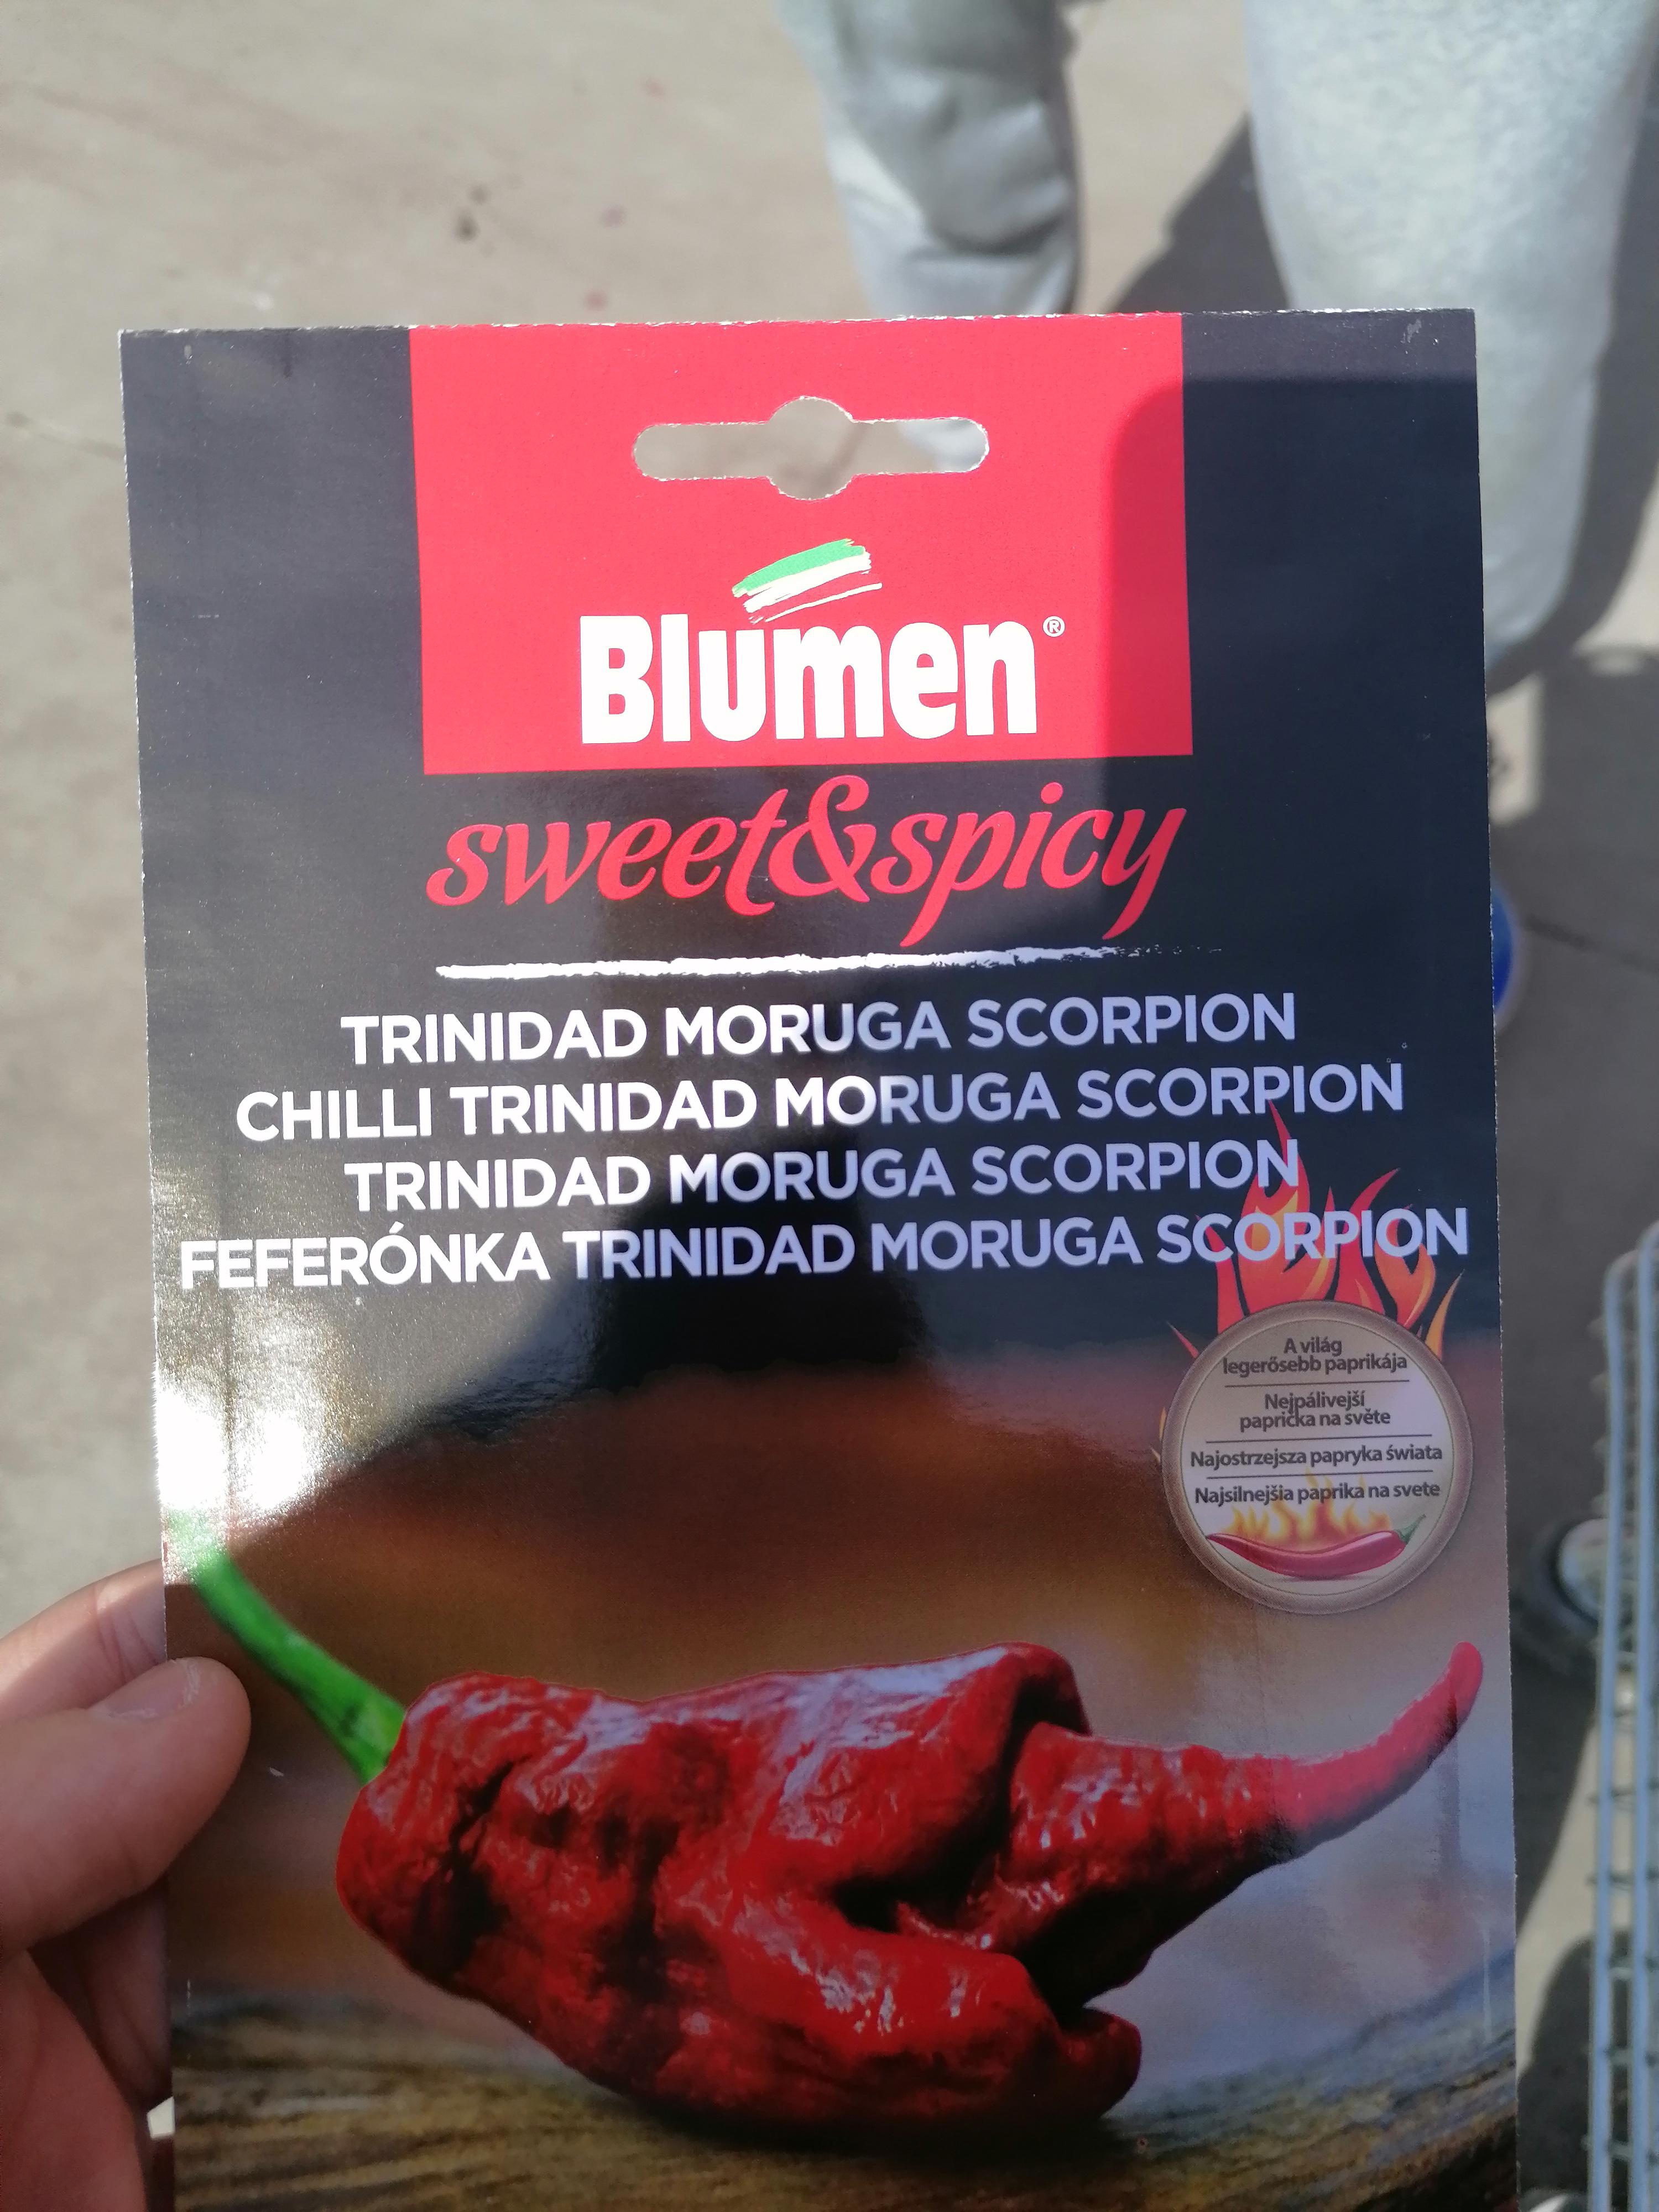 Blumen®
sweet&spicy
TRINIDAD MORUGA SCORPION
CHILLI TRINIDAD MORUGA SCORPION
TRINIDAD MORUGA SCORPION
FEFERÓNKA TRINIDAD MORUGA SCORPION
A világ
legerősebb paprikája
Nejpálivejší
paprička na světe
Najostrzejsza papryka świata
Najsilnejšia paprika na svete